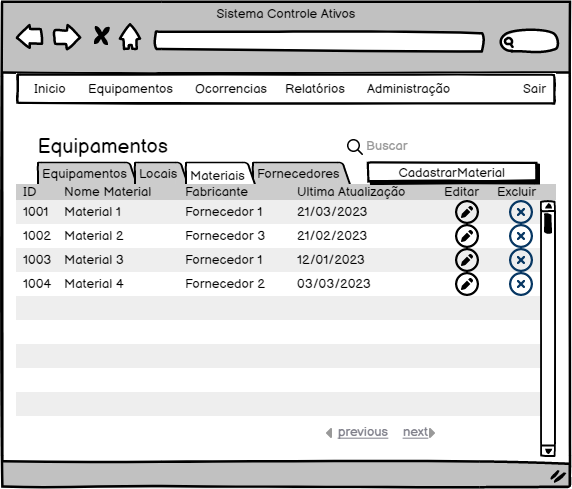 Sistema Controle Ativos
Inicio Equipamentos Ocorrencias Relatórios Administração Sair
Equipamentos Buscar
Equipamentos Locais Materiais Fornecedores CadastrarMaterial
ID Nome Material Fabricante Ultima Atualização Editar Excluir
1001 Material 1 Fornecedor 1 21/03/2023
1002 Material 2 Fornecedor 3 21/02/2023
1003 Material 3 Fornecedor 1 12/01/2023
1004 Material 4 Fornecedor 2 03/03/2023
previous next